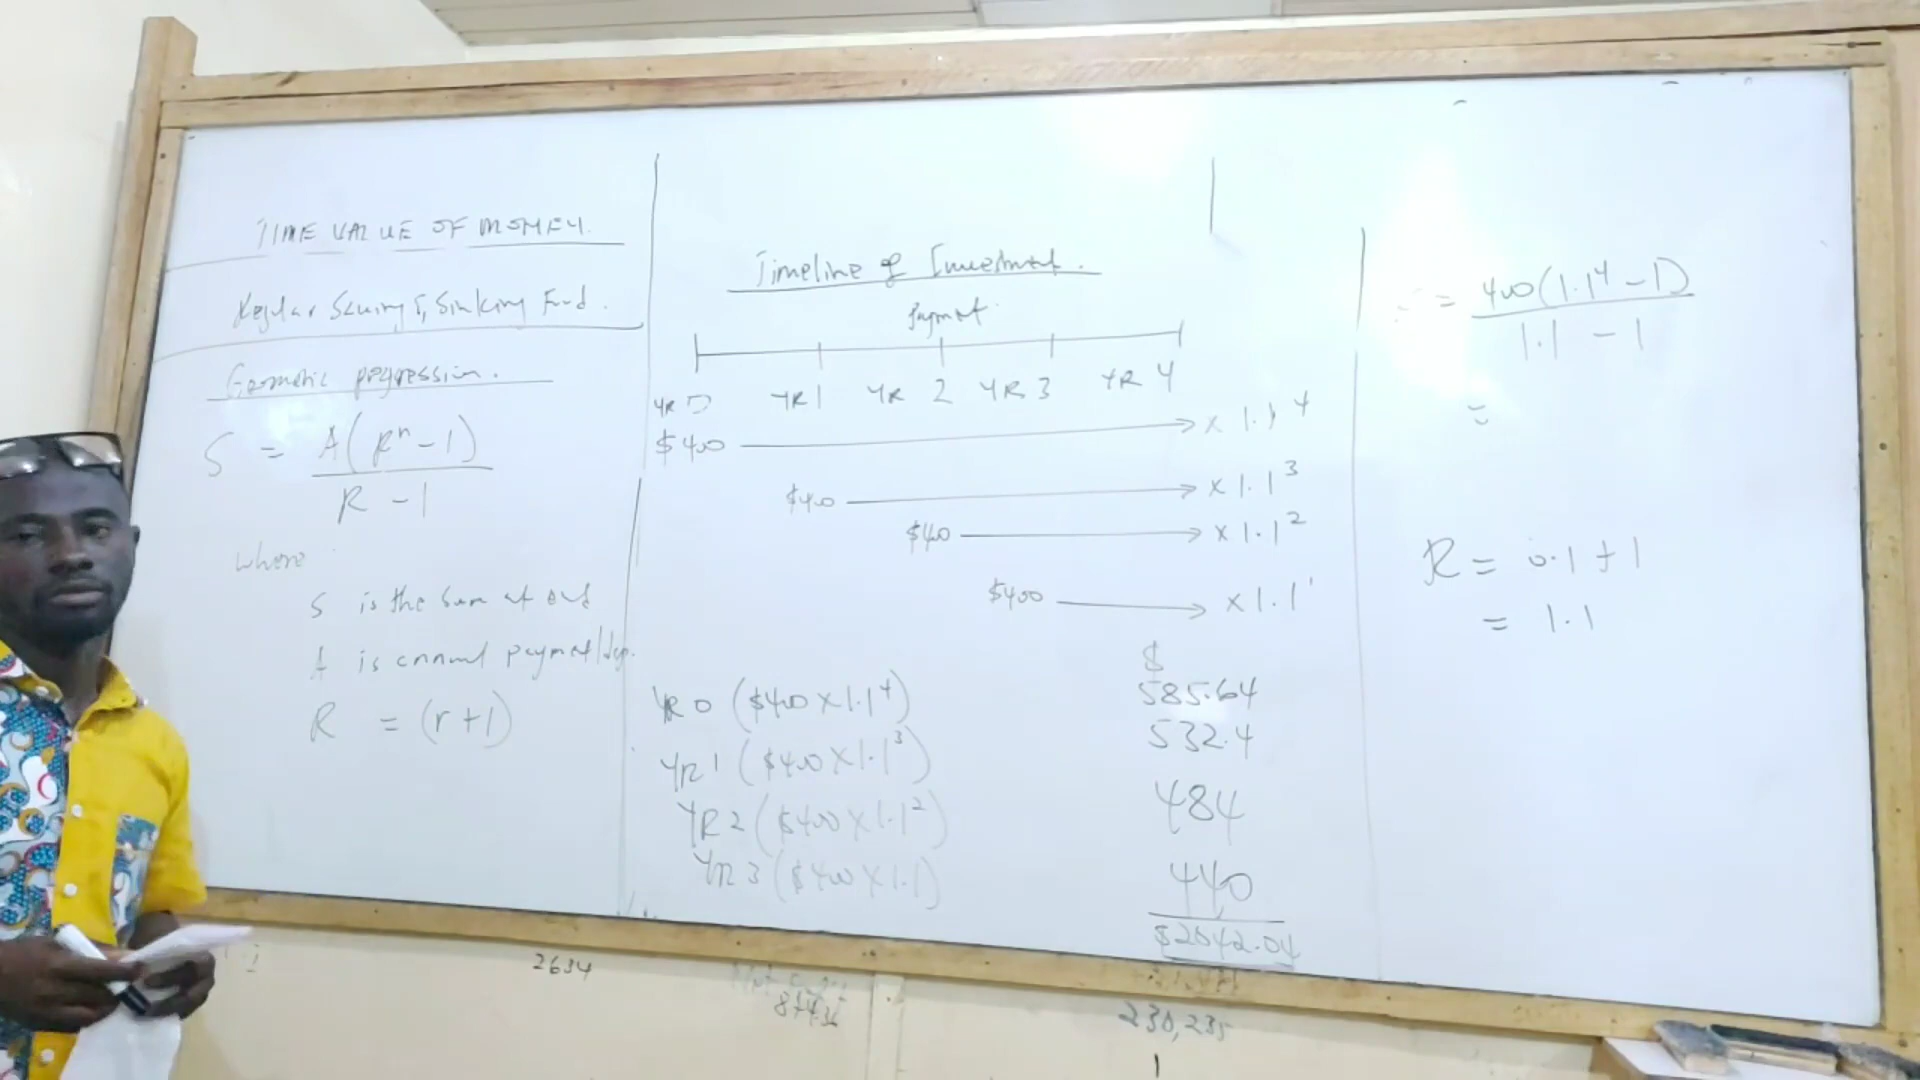 TIME VALUE OF MONEY.
Regular Saving & Sinking Fund.
Geometric progression.
S = A(R^n - 1)
R - 1
where
S is the sum at end
A is annual payment/dep.
R = (r+1)
Timeline of Investment.
Payment
YR 0 YR 1 YR 2 YR 3 YR 4
$400 → x 1.1^4
$400 → x 1.1^3
$400 → x 1.1^2
$400 → x 1.1^1
$
YR 0 ($400 x 1.1^4) 585.64
YR 1 ($400 x 1.1^3) 532.4
YR 2 ($400 x 1.1^2) 484
YR 3 ($400 x 1.1) 440
$2042.04
= 400(1.1^4 - 1)
1.1 - 1
=
R = 0.1 + 1
= 1.1
2634
230,235
1